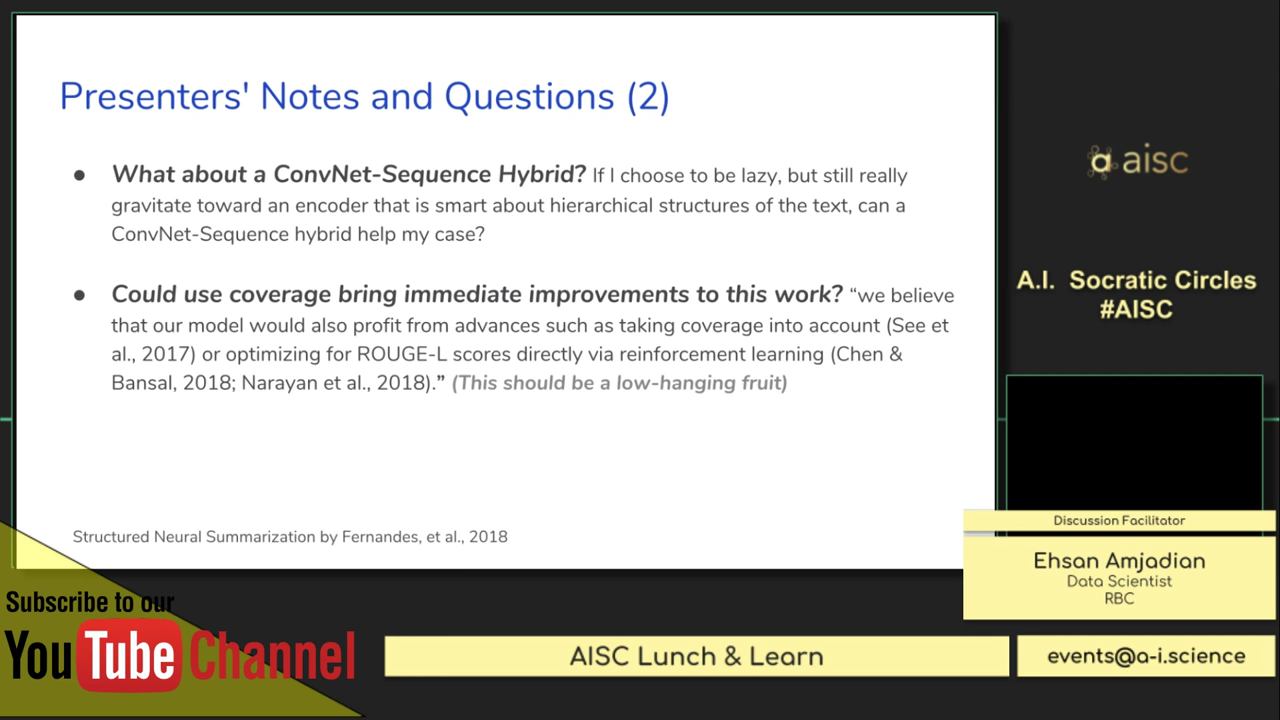 Presenters' Notes and Questions (2)
● What about a ConvNet-Sequence Hybrid? If I choose to be lazy, but still really
gravitate toward an encoder that is smart about hierarchical structures of the text, can a
ConvNet-Sequence hybrid help my case?
● Could use coverage bring immediate improvements to this work? “we believe
that our model would also profit from advances such as taking coverage into account (See et
al., 2017) or optimizing for ROUGE-L scores directly via reinforcement learning (Chen &
Bansal, 2018; Narayan et al., 2018).” (This should be a low-hanging fruit)
Structured Neural Summarization by Fernandes, et al., 2018
a aisc
A.I. Socratic Circles
#AISC
Discussion Facilitator
Ehsan Amjadian
Data Scientist
RBC
Subscribe to our
YouTube Channel
AISC Lunch & Learn
events@a-i.science